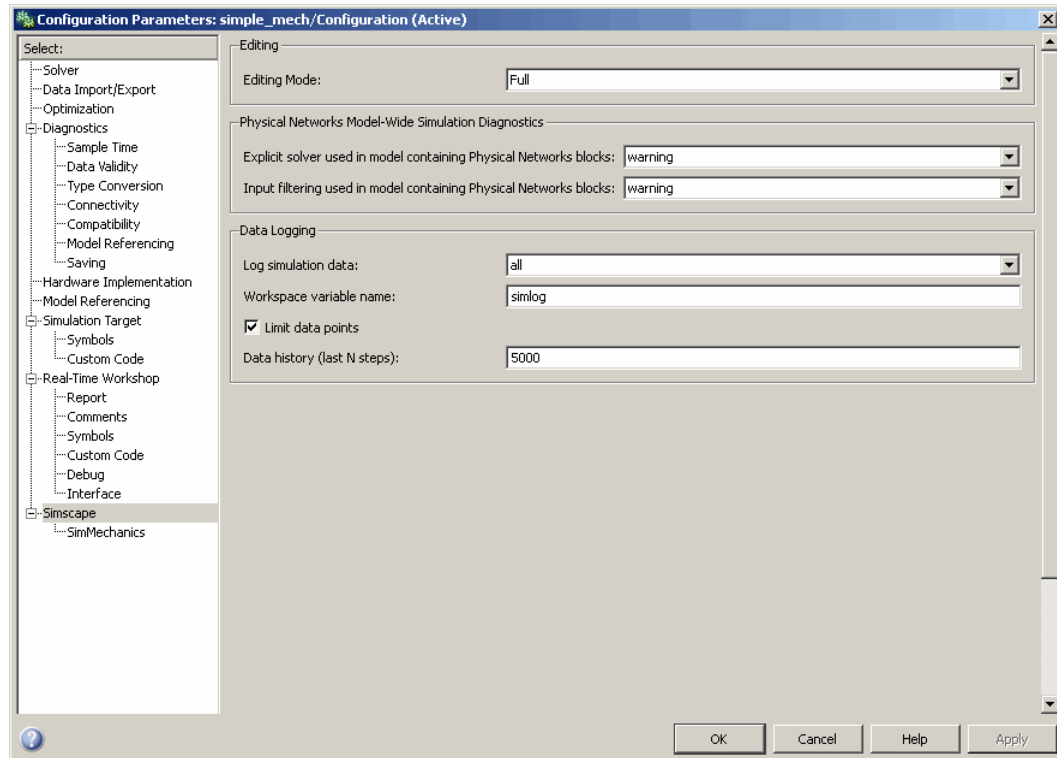 Configuration Parameters: simple_mech/Configuration (Active)
Select:
Solver
Data Import/Export
Optimization
Diagnostics
Sample Time
Data Validity
Type Conversion
Connectivity
Compatibility
Model Referencing
Saving
Hardware Implementation
Model Referencing
Simulation Target
Symbols
Custom Code
Real-Time Workshop
Report
Comments
Symbols
Custom Code
Debug
Interface
Simscape
SimMechanics
Editing
Editing Mode: Full
Physical Networks Model-Wide Simulation Diagnostics
Explicit solver used in model containing Physical Networks blocks: warning
Input filtering used in model containing Physical Networks blocks: warning
Data Logging
Log simulation data: all
Workspace variable name: simlog
Limit data points
Data history (last N steps): 5000
? OK Cancel Help Apply